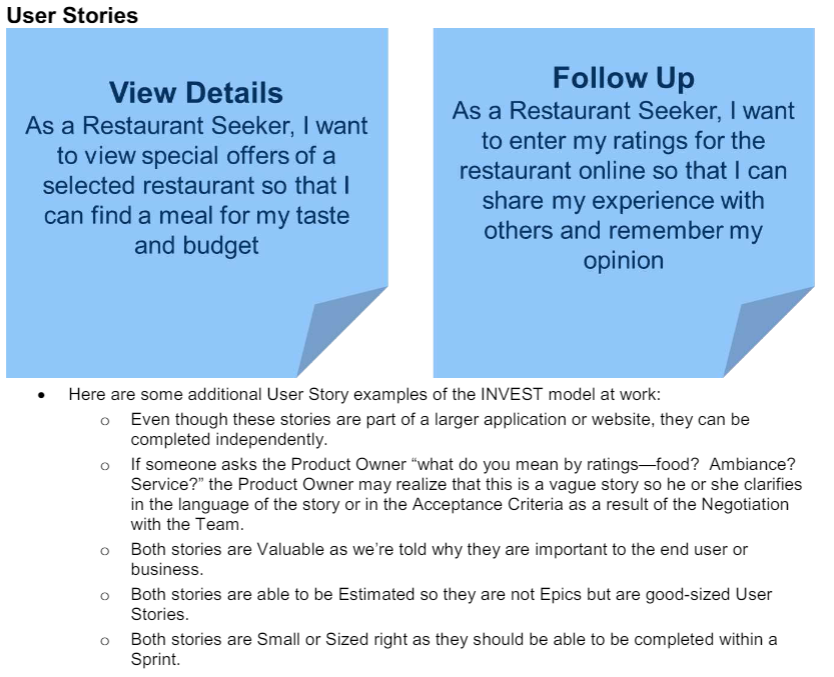 User Stories
View Details
As a Restaurant Seeker, I want
to view special offers of a
selected restaurant so that I
can find a meal for my taste
and budget
Follow Up
As a Restaurant Seeker, I want
to enter my ratings for the
restaurant online so that I can
share my experience with
others and remember my
opinion
• Here are some additional User Story examples of the INVEST model at work:
o Even though these stories are part of a larger application or website, they can be
completed independently.
o If someone asks the Product Owner “what do you mean by ratings—food? Ambiance?
Service?” the Product Owner may realize that this is a vague story so he or she clarifies
in the language of the story or in the Acceptance Criteria as a result of the Negotiation
with the Team.
o Both stories are Valuable as we’re told why they are important to the end user or
business.
o Both stories are able to be Estimated so they are not Epics but are good-sized User
Stories.
o Both stories are Small or Sized right as they should be able to be completed within a
Sprint.